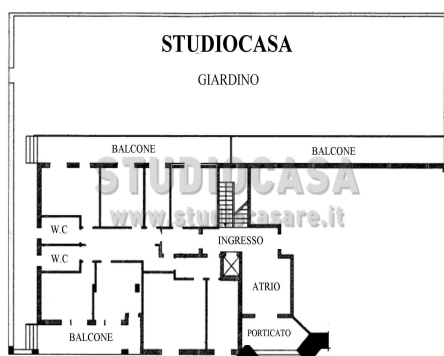 STUDIOCASA
GIARDINO
BALCONE
BALCONE
STUDIOCASA
www.studiocasare.it
W.C
INGRESSO
W.C
ATRIO
PORTICATO
BALCONE